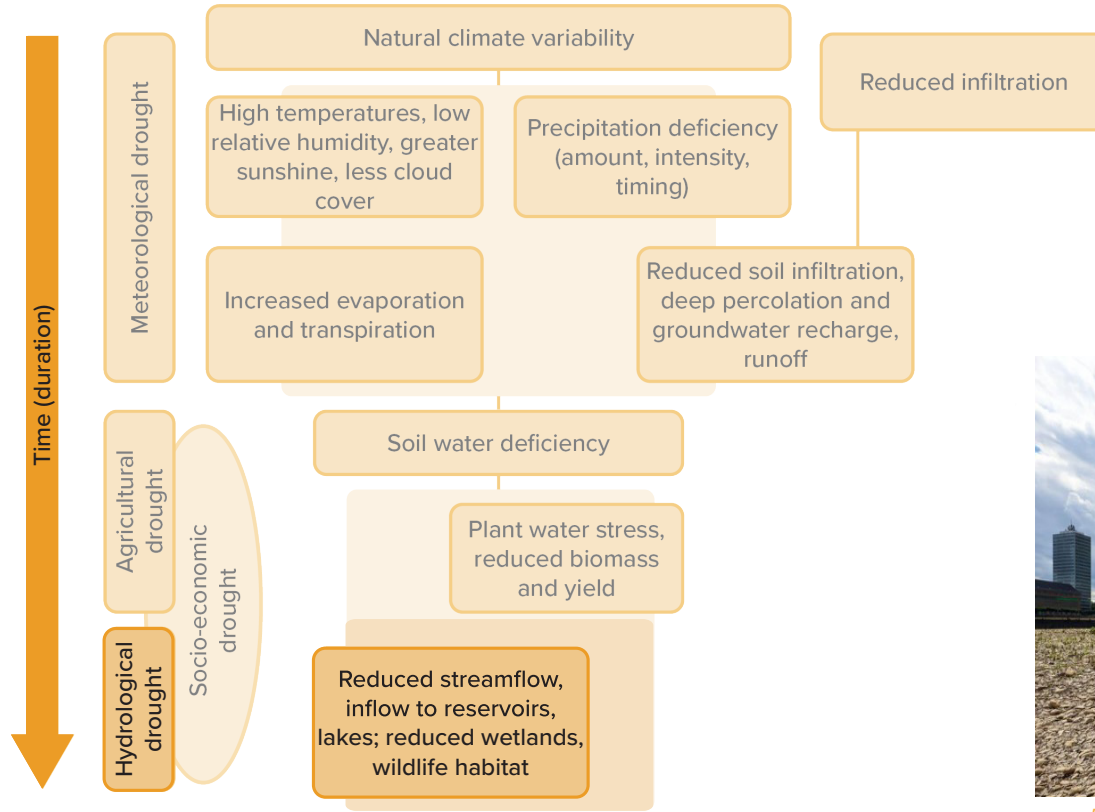 Time (duration)
Meteorological drought
Natural climate variability
Reduced infiltration
High temperatures, low
relative humidity, greater
sunshine, less cloud
cover
Precipitation deficiency
(amount, intensity,
timing)
Increased evaporation
and transpiration
Reduced soil infiltration,
deep percolation and
groundwater recharge,
runoff
Agricultural
drought
Socio-economic
drought
Soil water deficiency
Plant water stress,
reduced biomass
and yield
Hydrological
drought
Reduced streamflow,
inflow to reservoirs,
lakes; reduced wetlands,
wildlife habitat